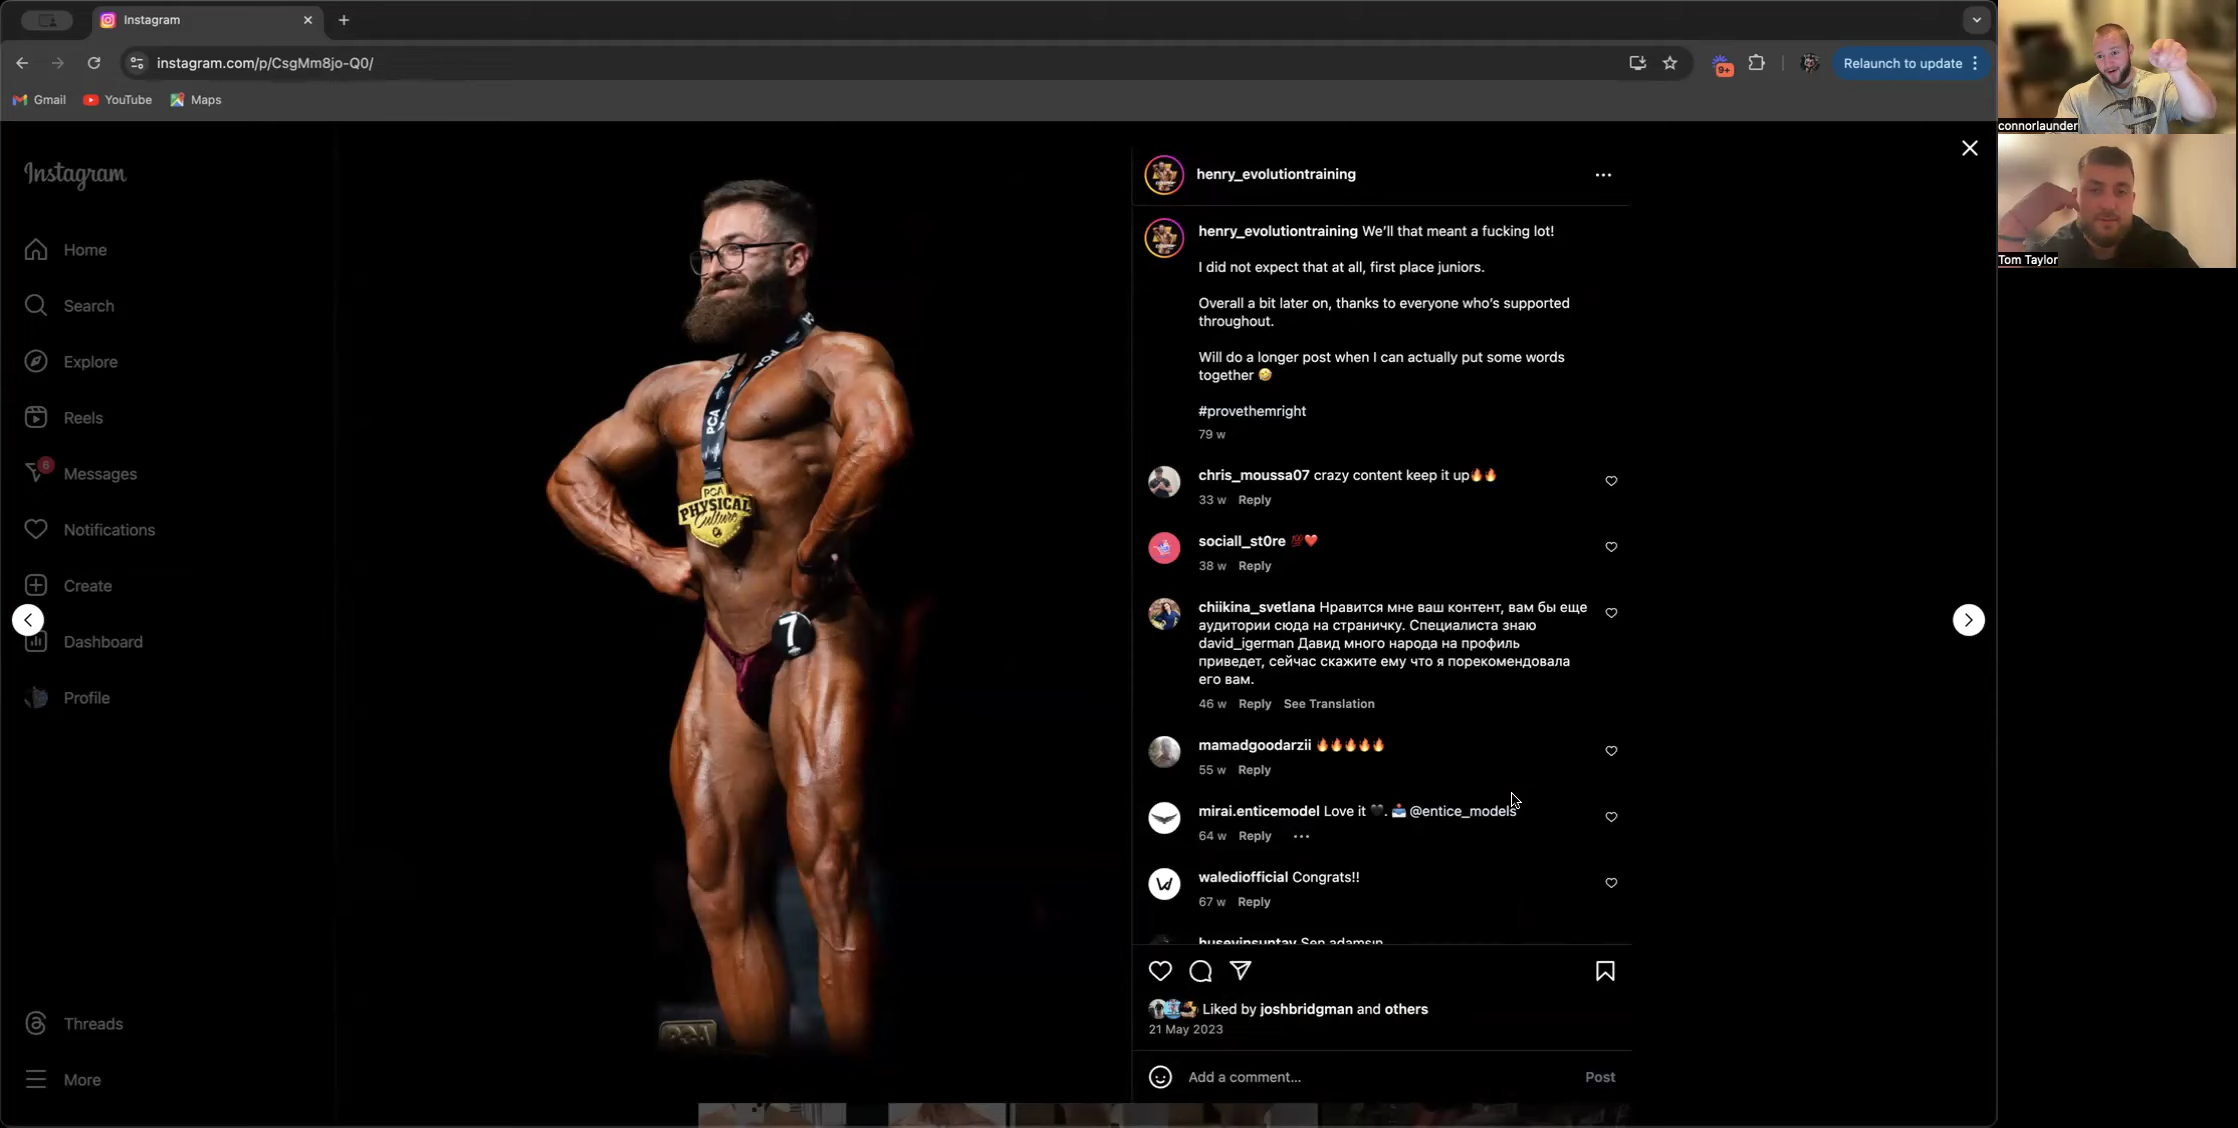 Instagram
instagram.com/p/CsgMm8jo-Q0/
9+
Relaunch to update
Gmail
YouTube
Maps
connorlaunder
Tom Taylor
Instagram
Home
Search
Explore
Reels
6
Messages
Notifications
Create
Dashboard
Profile
Threads
More
PCA
PCA
PCA
PHYSICAL
Culture
7
henry_evolutiontraining
henry_evolutiontraining We'll that meant a fucking lot!
I did not expect that at all, first place juniors.
Overall a bit later on, thanks to everyone who's supported
throughout.
Will do a longer post when I can actually put some words
together 🤣
#provethemright
79 w
chris_moussa07 crazy content keep it up🔥🔥
33 w Reply
sociall_st0re 💯❤️
38 w Reply
chiikina_svetlana Нравится мне ваш контент, вам бы еще
аудитории сюда на страничку. Специалиста знаю
david_igerman Давид много народа на профиль
приведет, сейчас скажите ему что я порекомендовала
его вам.
46 w Reply See Translation
mamadgoodarzii 🔥🔥🔥🔥🔥
55 w Reply
mirai.enticemodel Love it 🖤. 📥 @entice_models
64 w Reply
walediofficial Congrats!!
67 w Reply
huseyinsuntay Sen adamsın
Liked by joshbridgman and others
21 May 2023
Add a comment...
Post